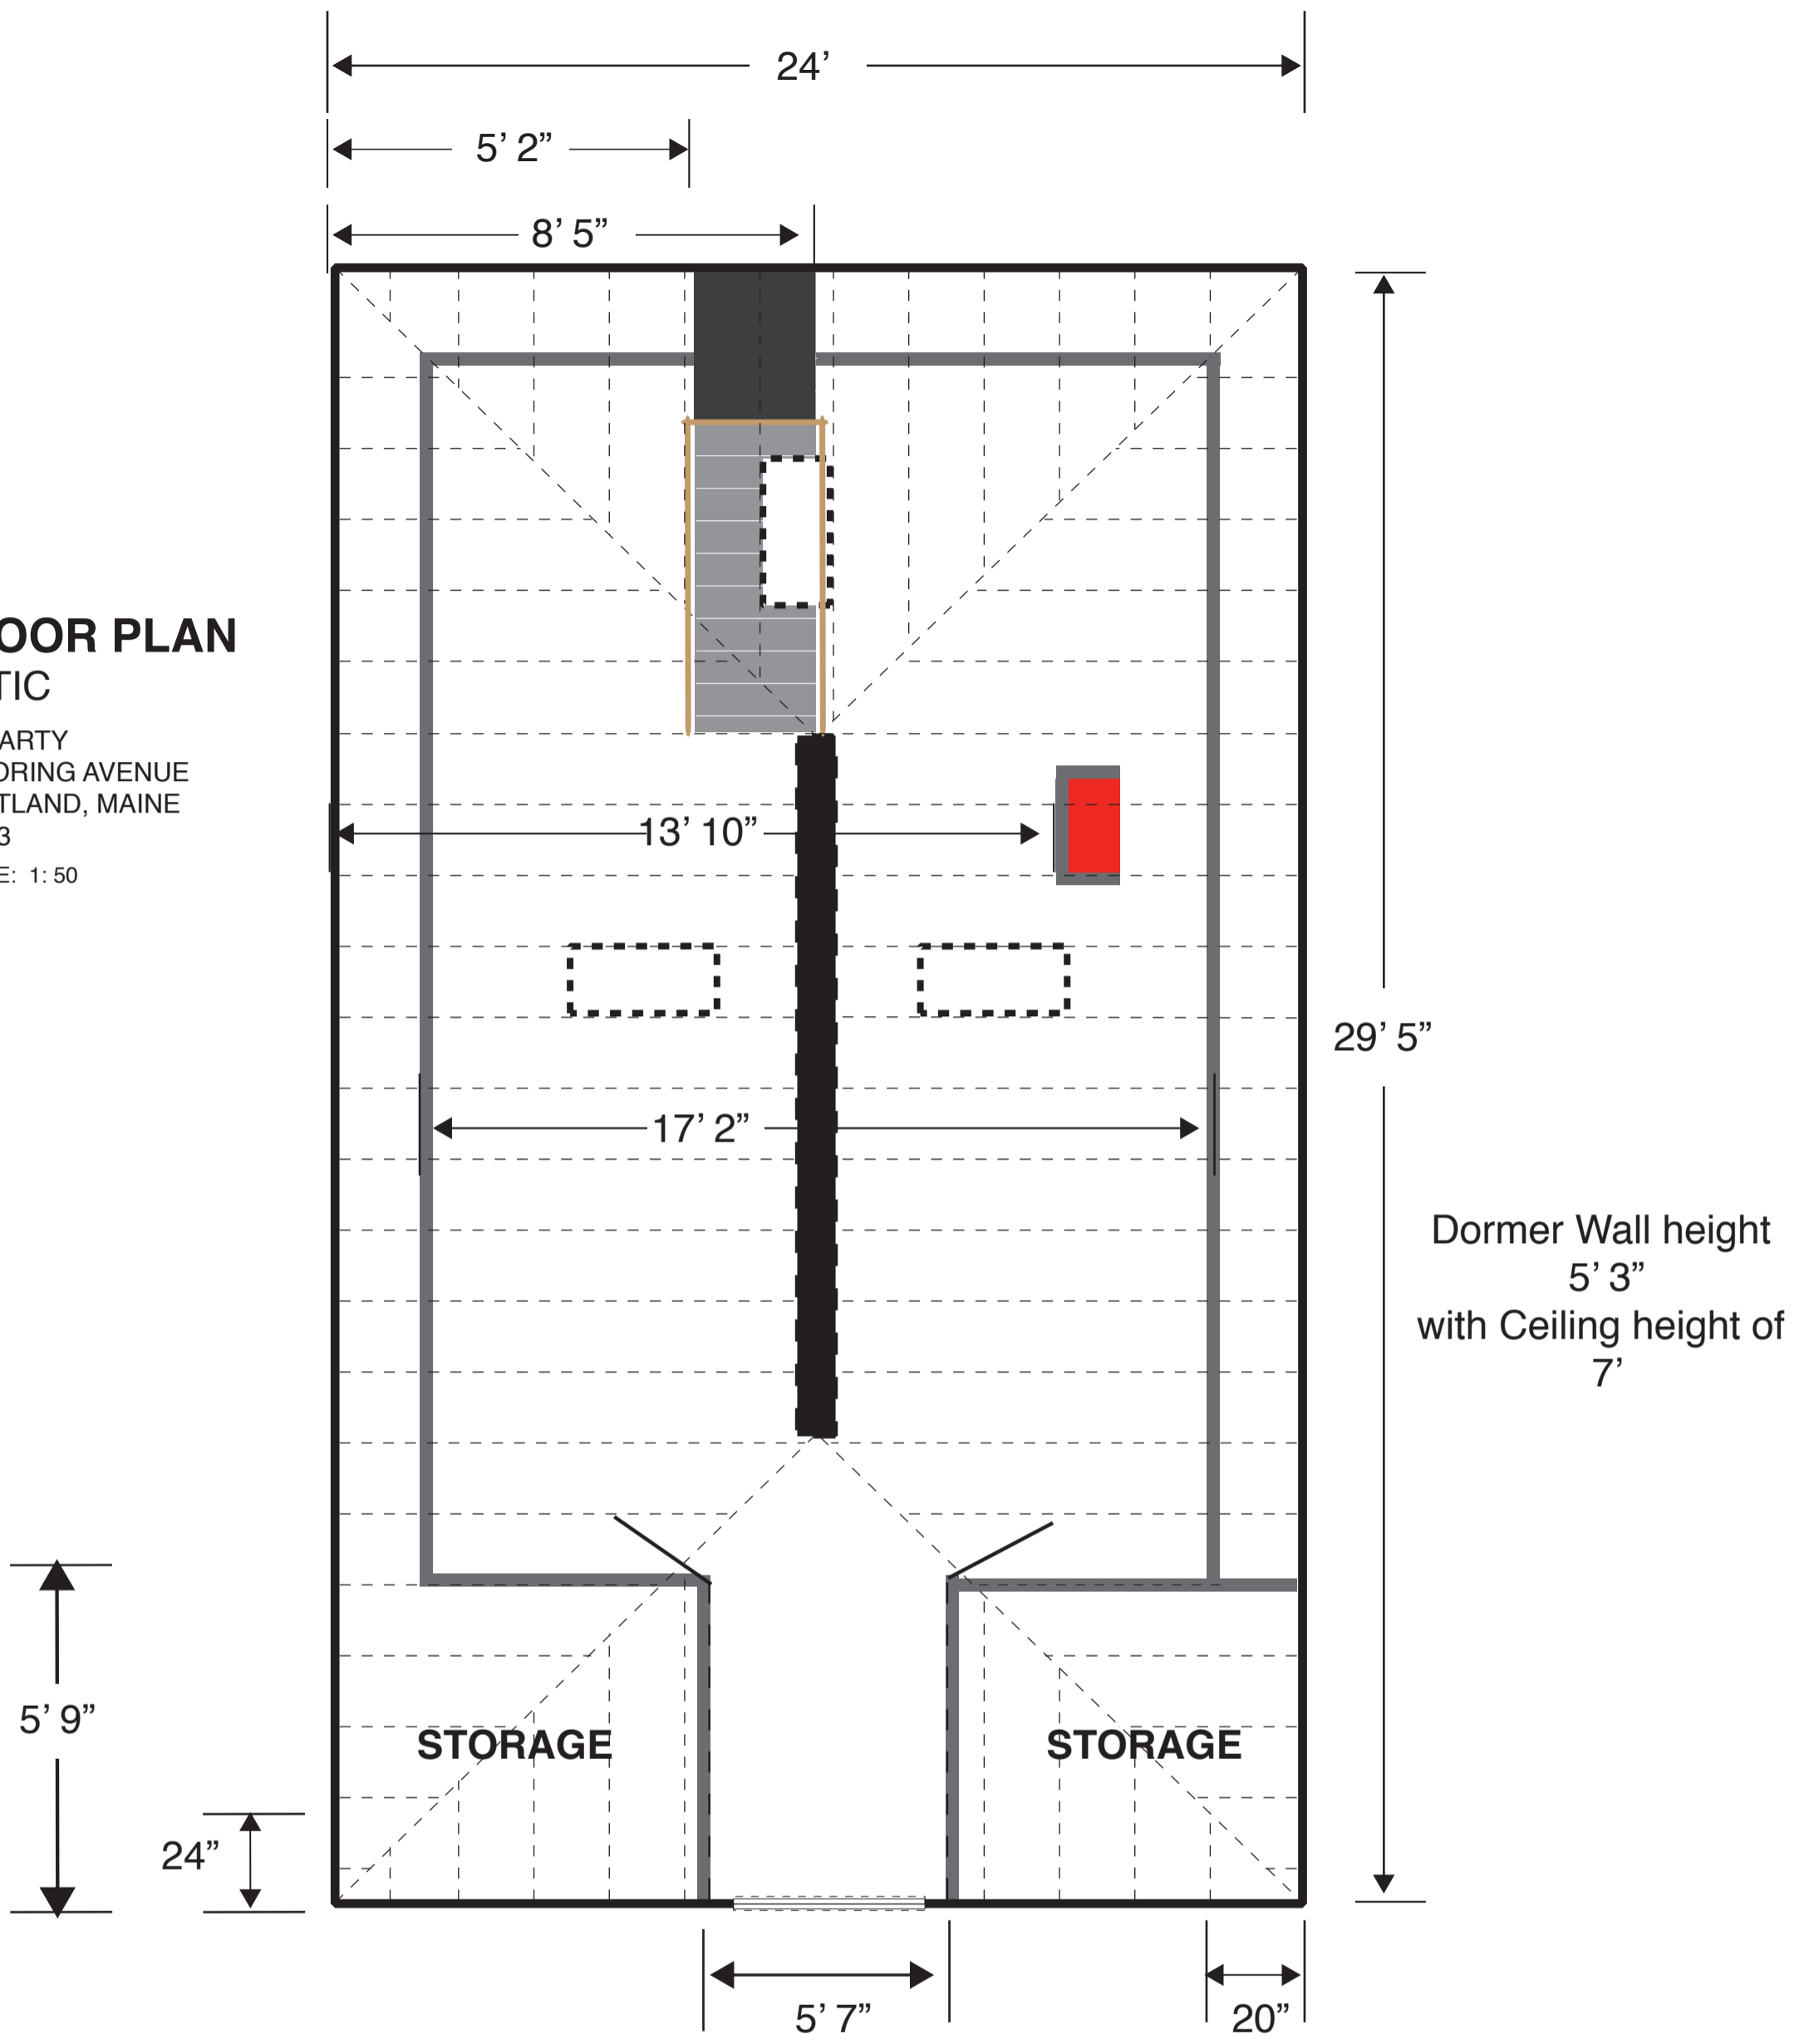 24’
5’ 2”
8’ 5”
OOR PLAN
TIC
ARTY
ORING AVENUE
TLAND, MAINE
3
E: 1: 50
13’ 10”
29’ 5”
17’ 2”
Dormer Wall height
5’ 3”
with Ceiling height of
7’
5’ 9”
STORAGE
STORAGE
24”
5’ 7”
20”